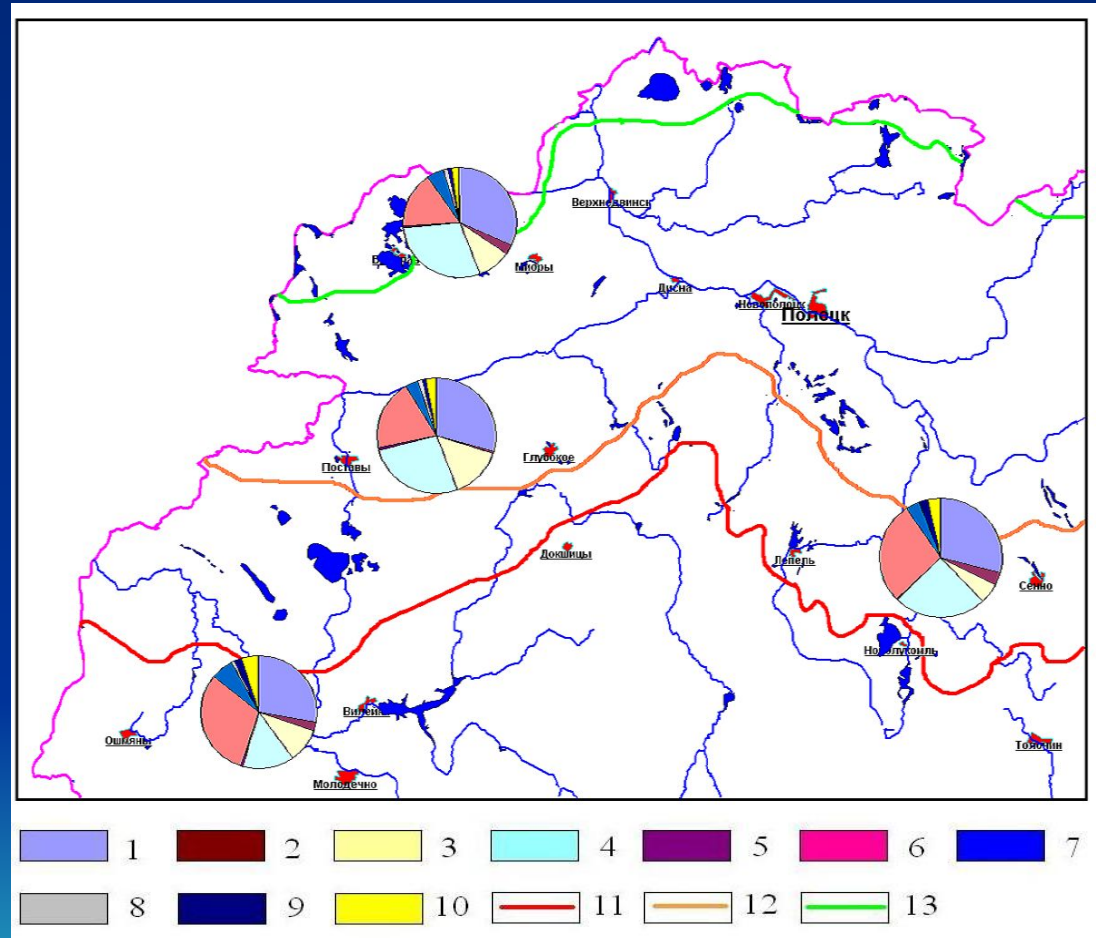 Верхнедвинск
Миоры
Дисна
Новополоцк
Полоцк
Поставы
Глубокое
Докшицы
Лепель
Сенно
Новолукомль
Вилейка
Ошмяны
Толочин
Молодечно
1 2 3 4 5 6 7
8 9 10 11 12 13